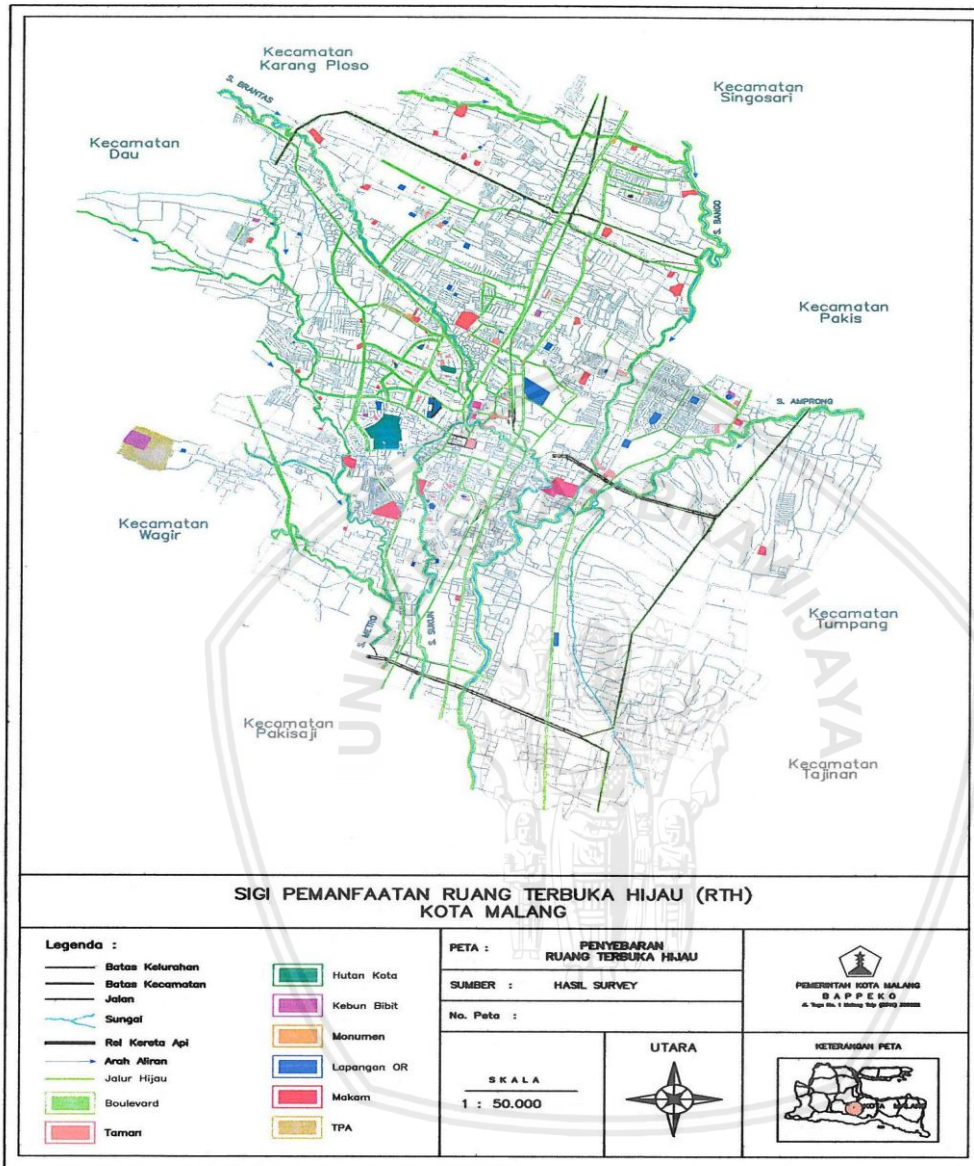 Kecamatan
Karang Ploso
Kecamatan
Singosari
S. BRANTAS
Kecamatan
Dau
S. BANGO
Kecamatan
Pakis
S. AMPRONG
Kecamatan
Wagir
Kecamatan
Tumpang
S. METRO
S. SUKUN
Kecamatan
Pakisaji
Kecamatan
Tajinan
UNIVERSITAS BRAWIJAYA
SIGI PEMANFAATAN RUANG TERBUKA HIJAU (RTH)
KOTA MALANG
Legenda :
Batas Kelurahan
Batas Kecamatan
Jalan
Sungai
Rel Kereta Api
Arah Aliran
Jalur Hijau
Boulevard
Taman
Hutan Kota
Kebun Bibit
Monumen
Lapangan OR
Makam
TPA
PETA : PENYEBARAN
RUANG TERBUKA HIJAU
SUMBER : HASIL SURVEY
No. Peta :
SKALA
1 : 50.000
UTARA
PEMERINTAH KOTA MALANG
BAPPEKO
KETERANGAN PETA
KOTA MALANG